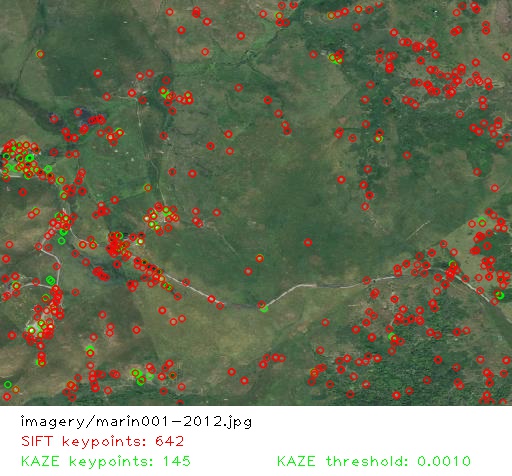 imagery/marin001-2012.jpg
SIFT keypoints: 642
KAZE keypoints: 145 KAZE threshold: 0.0010